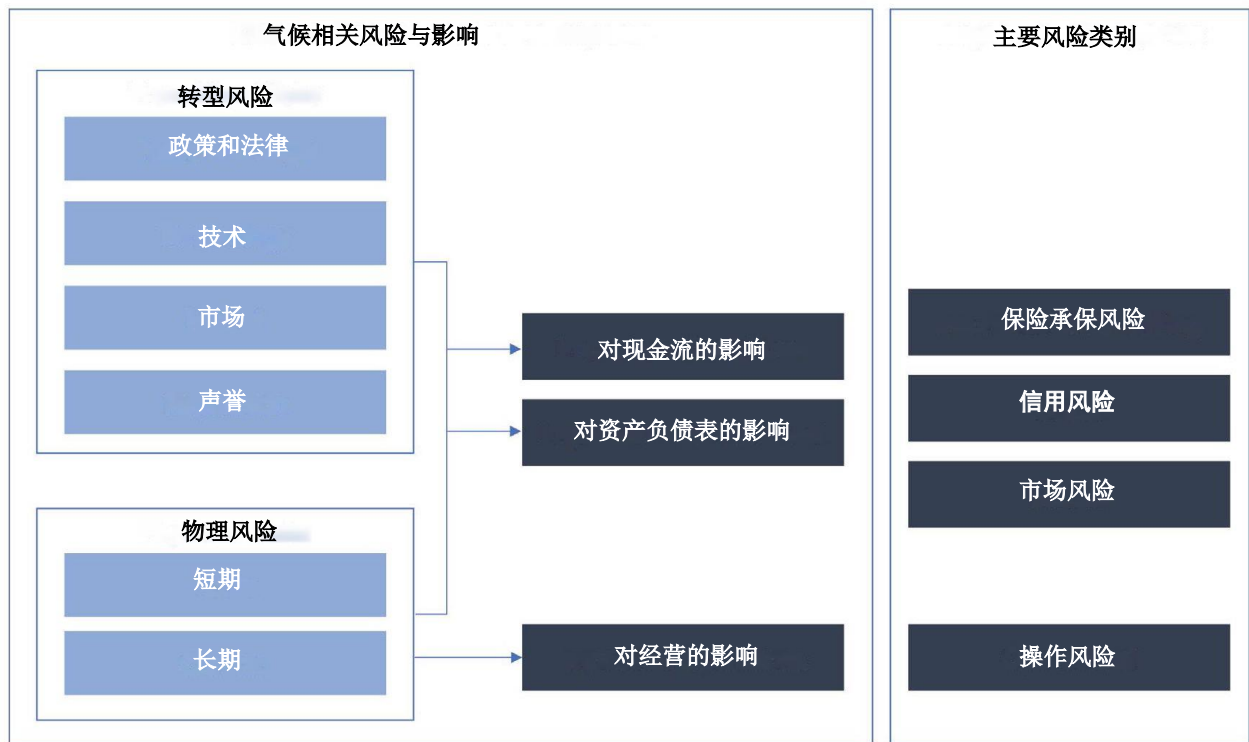 气候相关风险与影响
转型风险
政策和法律
技术
市场
声誉
物理风险
短期
长期
对现金流的影响
对资产负债表的影响
对经营的影响
主要风险类别
保险承保风险
信用风险
市场风险
操作风险